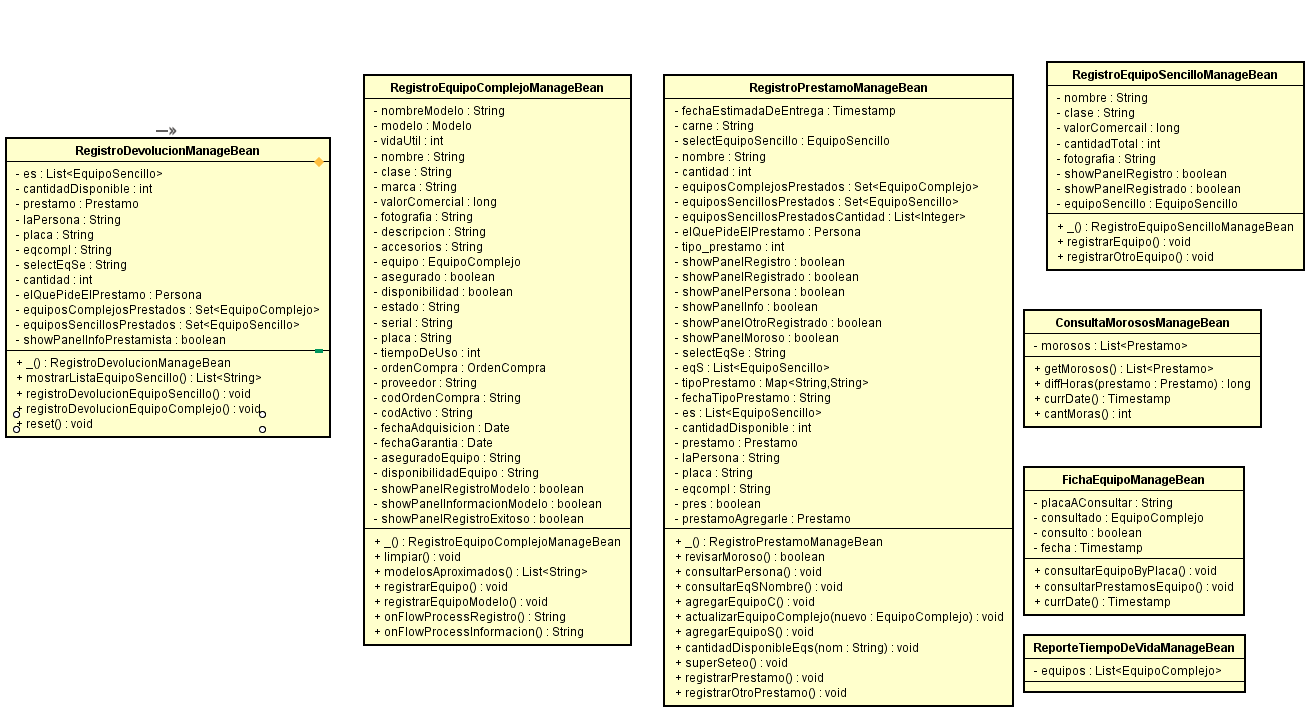 RegistroDevolucionManageBean
- es : List<EquipoSencillo>
- cantidadDisponible : int
- prestamo : Prestamo
- laPersona : String
- placa : String
- eqcompl : String
- selectEqSe : String
- cantidad : int
- elQuePideElPrestamo : Persona
- equiposComplejosPrestados : Set<EquipoComplejo>
- equiposSencillosPrestados : Set<EquipoSencillo>
- showPanelInfoPrestamista : boolean
+ _() : RegistroDevolucionManageBean
+ mostrarListaEquipoSencillo() : List<String>
+ registroDevolucionEquipoSencillo() : void
+ registroDevolucionEquipoComplejo() : void
+ reset() : void
RegistroEquipoComplejoManageBean
- nombreModelo : String
- modelo : Modelo
- vidaUtil : int
- nombre : String
- clase : String
- marca : String
- valorComercial : long
- fotografia : String
- descripcion : String
- accesorios : String
- equipo : EquipoComplejo
- asegurado : boolean
- disponibilidad : boolean
- estado : String
- serial : String
- placa : String
- tiempoDeUso : int
- ordenCompra : OrdenCompra
- proveedor : String
- codOrdenCompra : String
- codActivo : String
- fechaAdquisicion : Date
- fechaGarantia : Date
- aseguradoEquipo : String
- disponibilidadEquipo : String
- showPanelRegistroModelo : boolean
- showPanelInformacionModelo : boolean
- showPanelRegistroExitoso : boolean
+ _() : RegistroEquipoComplejoManageBean
+ limpiar() : void
+ modelosAproximados() : List<String>
+ registrarEquipo() : void
+ registrarEquipoModelo() : void
+ onFlowProcessRegistro() : String
+ onFlowProcessInformacion() : String
RegistroPrestamoManageBean
- fechaEstimadaDeEntrega : Timestamp
- carne : String
- selectEquipoSencillo : EquipoSencillo
- nombre : String
- cantidad : int
- equiposComplejosPrestados : Set<EquipoComplejo>
- equiposSencillosPrestados : Set<EquipoSencillo>
- equiposSencillosPrestadosCantidad : List<Integer>
- elQuePideElPrestamo : Persona
- tipo_prestamo : int
- showPanelRegistro : boolean
- showPanelRegistrado : boolean
- showPanelPersona : boolean
- showPanelInfo : boolean
- showPanelOtroRegistrado : boolean
- showPanelMoroso : boolean
- selectEqSe : String
- eqS : List<EquipoSencillo>
- tipoPrestamo : Map<String,String>
- fechaTipoPrestamo : String
- es : List<EquipoSencillo>
- cantidadDisponible : int
- prestamo : Prestamo
- laPersona : String
- placa : String
- eqcompl : String
- pres : boolean
- prestamoAgregarle : Prestamo
+ _() : RegistroPrestamoManageBean
+ revisarMoroso() : boolean
+ consultarPersona() : void
+ consultarEqSNombre() : void
+ agregarEquipoC() : void
+ actualizarEquipoComplejo(nuevo : EquipoComplejo) : void
+ agregarEquipoS() : void
+ cantidadDisponibleEqs(nom : String) : void
+ superSeteo() : void
+ registrarPrestamo() : void
+ registrarOtroPrestamo() : void
RegistroEquipoSencilloManageBean
- nombre : String
- clase : String
- valorComercail : long
- cantidadTotal : int
- fotografia : String
- showPanelRegistro : boolean
- showPanelRegistrado : boolean
- equipoSencillo : EquipoSencillo
+ _() : RegistroEquipoSencilloManageBean
+ registrarEquipo() : void
+ registrarOtroEquipo() : void
ConsultaMorososManageBean
- morosos : List<Prestamo>
+ getMorosos() : List<Prestamo>
+ diffHoras(prestamo : Prestamo) : long
+ currDate() : Timestamp
+ cantMoras() : int
FichaEquipoManageBean
- placaAConsultar : String
- consultado : EquipoComplejo
- consulto : boolean
- fecha : Timestamp
+ consultarEquipoByPlaca() : void
+ consultarPrestamosEquipo() : void
+ currDate() : Timestamp
ReporteTiempoDeVidaManageBean
- equipos : List<EquipoComplejo>